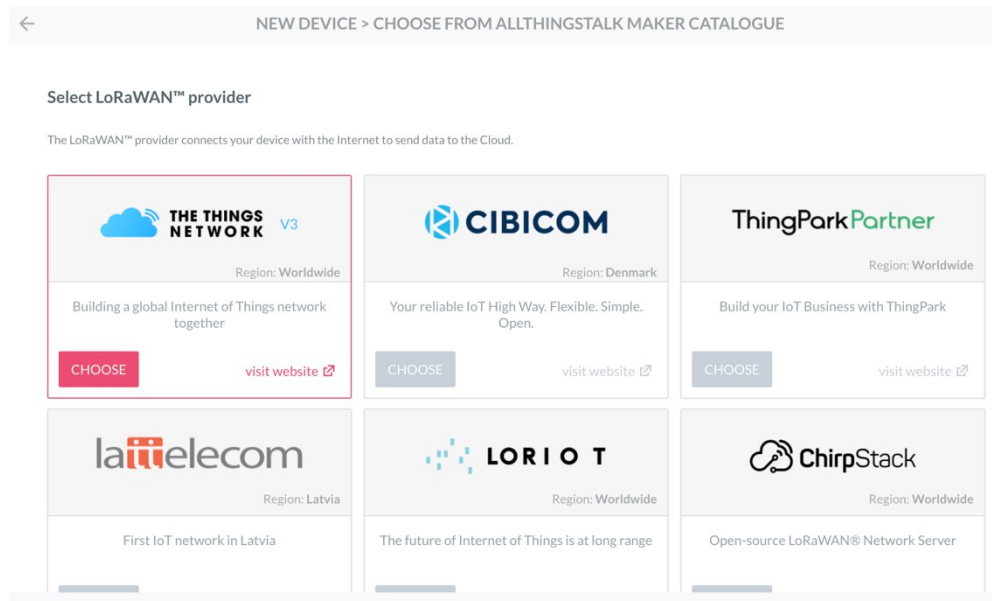 NEW DEVICE > CHOOSE FROM ALLTHINGSTALK MAKER CATALOGUE
Select LoRaWAN™ provider
The LoRaWAN™ provider connects your device with the Internet to send data to the Cloud.
THE THINGS
NETWORK V3
Region: Worldwide
Building a global Internet of Things network
together
CHOOSE visit website
CIBICOM
Region: Denmark
Your reliable IoT High Way. Flexible. Simple.
Open.
CHOOSE visit website
ThingParkPartner
Region: Worldwide
Build your IoT Business with ThingPark
CHOOSE visit website
lattelecom
Region: Latvia
First IoT network in Latvia
LORIOT
Region: Worldwide
The future of Internet of Things is at long range
ChirpStack
Region: Worldwide
Open-source LoRaWAN® Network Server